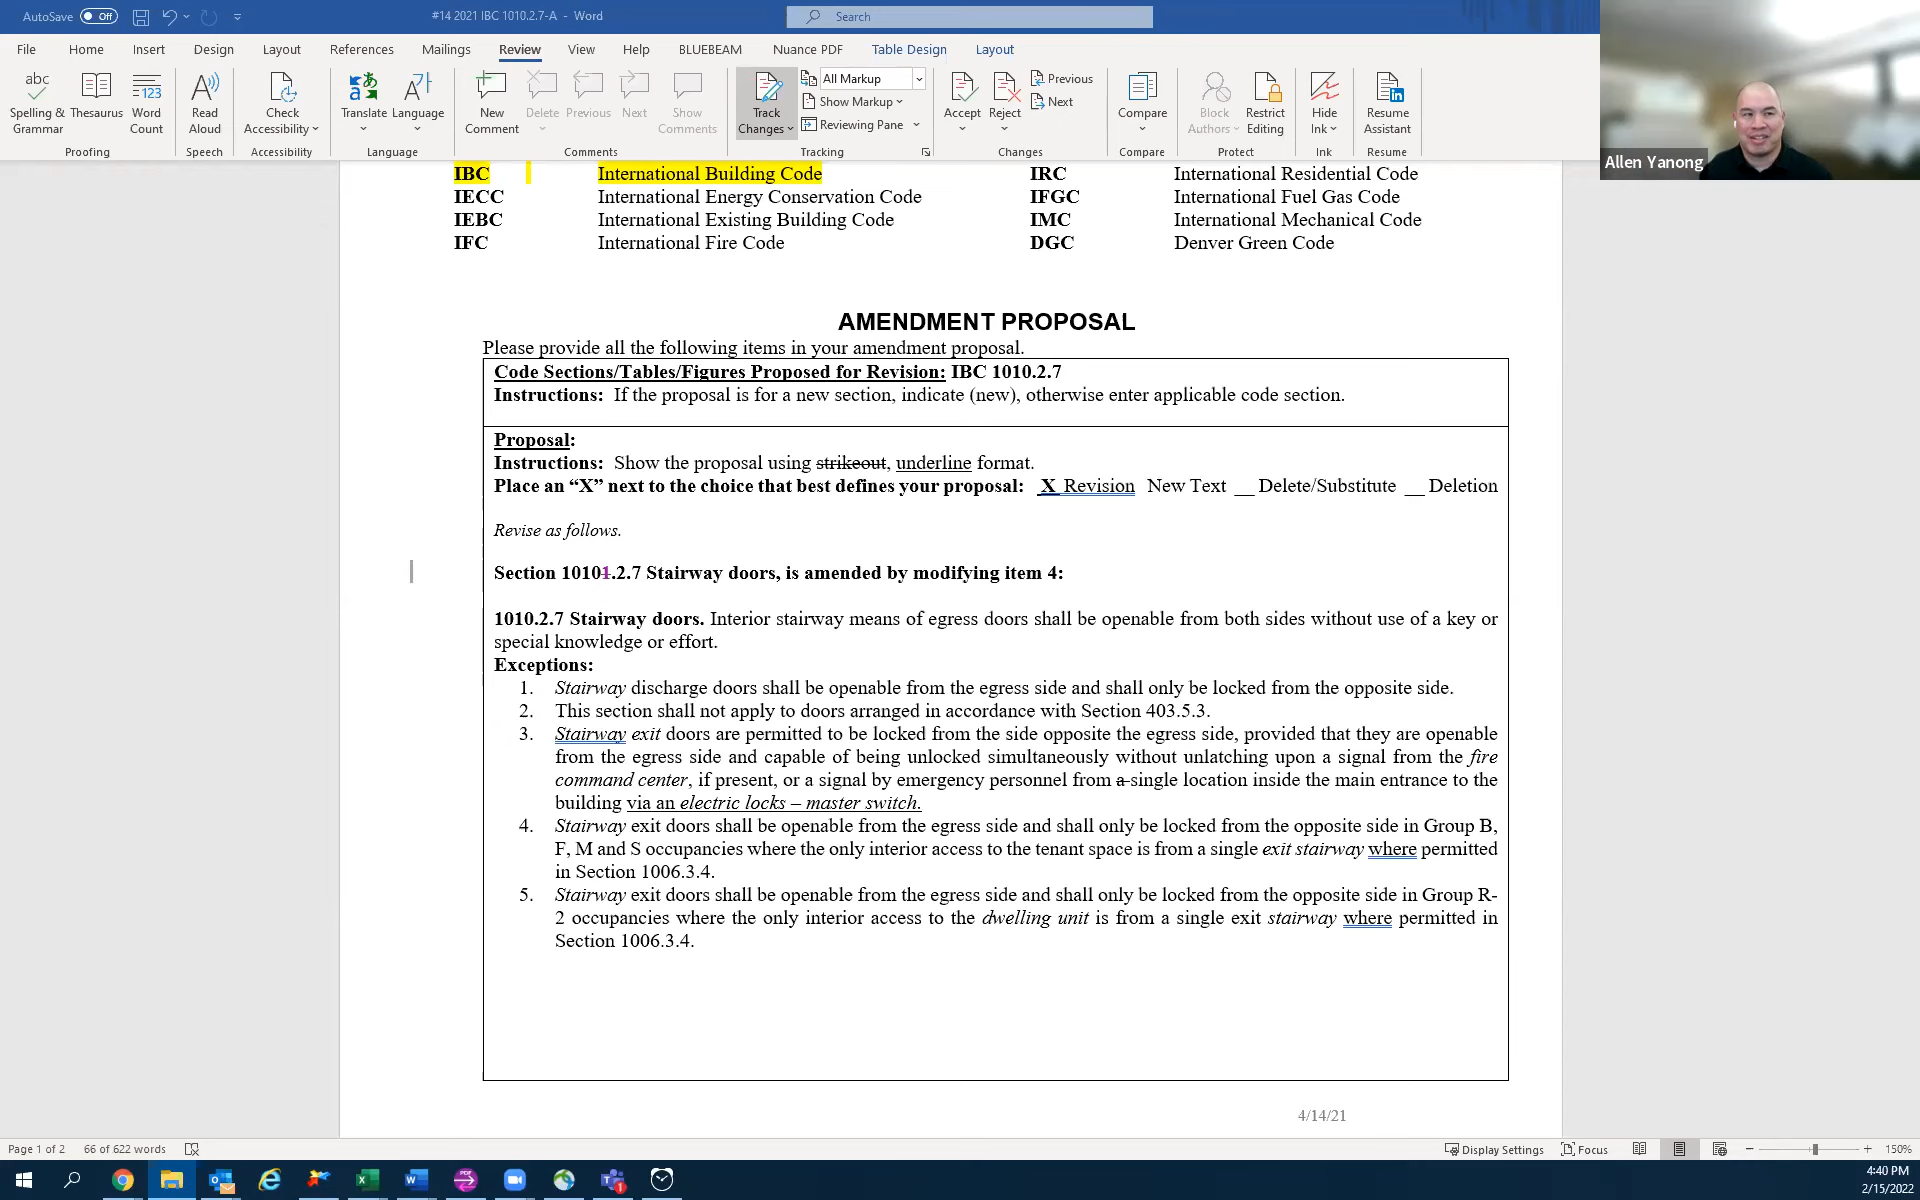 AutoSave Off #14 2021 IBC 1010.2.7-A - Word Search
File Home Insert Design Layout References Mailings Review View Help BLUEBEAM Nuance PDF Table Design Layout
abc 123 A
All Markup Previous
Show Markup Next
Reviewing Pane
Spelling & Grammar Thesaurus Word Count Read Aloud Check Accessibility Translate Language New Comment Delete Previous Next Show Comments Track Changes Accept Reject Compare Block Authors Restrict Editing Hide Ink Resume Assistant
Proofing Speech Accessibility Language Comments Tracking Changes Compare Protect Ink Resume
Allen Yanong
IBC International Building Code IRC International Residential Code
IECC International Energy Conservation Code IFGC International Fuel Gas Code
IEBC International Existing Building Code IMC International Mechanical Code
IFC International Fire Code DGC Denver Green Code
AMENDMENT PROPOSAL
Please provide all the following items in your amendment proposal.
Code Sections/Tables/Figures Proposed for Revision: IBC 1010.2.7
Instructions: If the proposal is for a new section, indicate (new), otherwise enter applicable code section.
Proposal:
Instructions: Show the proposal using strikeout, underline format.
Place an “X” next to the choice that best defines your proposal: X Revision New Text __ Delete/Substitute __ Deletion
Revise as follows.
Section 10101.2.7 Stairway doors, is amended by modifying item 4:
1010.2.7 Stairway doors. Interior stairway means of egress doors shall be openable from both sides without use of a key or
special knowledge or effort.
Exceptions:
1. Stairway discharge doors shall be openable from the egress side and shall only be locked from the opposite side.
2. This section shall not apply to doors arranged in accordance with Section 403.5.3.
3. Stairway exit doors are permitted to be locked from the side opposite the egress side, provided that they are openable
from the egress side and capable of being unlocked simultaneously without unlatching upon a signal from the fire
command center, if present, or a signal by emergency personnel from a single location inside the main entrance to the
building via an electric locks – master switch.
4. Stairway exit doors shall be openable from the egress side and shall only be locked from the opposite side in Group B,
F, M and S occupancies where the only interior access to the tenant space is from a single exit stairway where permitted
in Section 1006.3.4.
5. Stairway exit doors shall be openable from the egress side and shall only be locked from the opposite side in Group R-
2 occupancies where the only interior access to the dwelling unit is from a single exit stairway where permitted in
Section 1006.3.4.
4/14/21
Page 1 of 2 66 of 622 words Display Settings Focus 150%
4:40 PM
2/15/2022